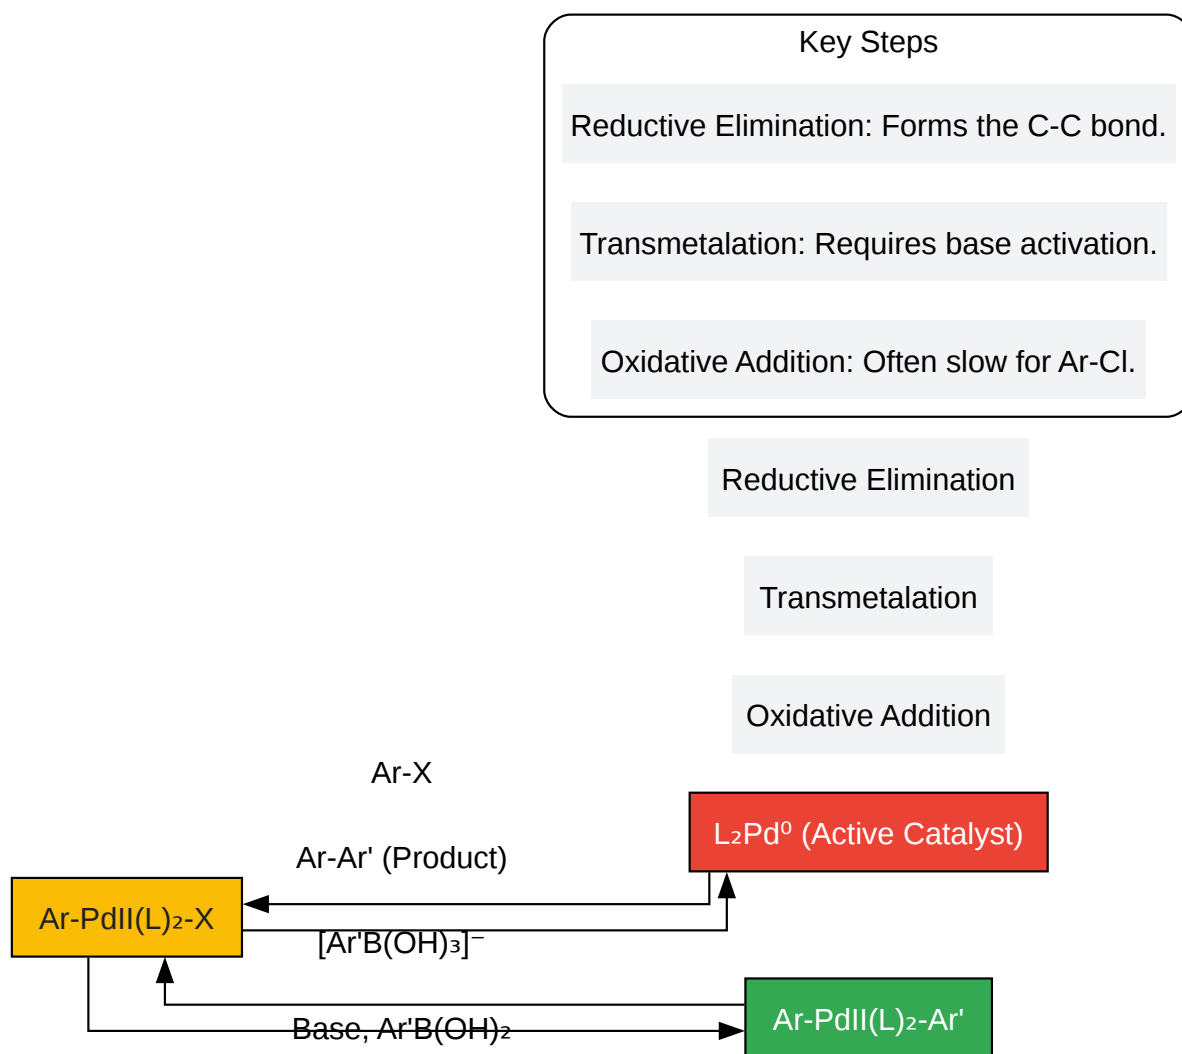 Key Steps
Reductive Elimination: Forms the C-C bond.
Transmetalation: Requires base activation.
Oxidative Addition: Often slow for Ar-Cl.
Reductive Elimination
Transmetalation
Oxidative Addition
Ar-X
L₂Pd⁰ (Active Catalyst)
Ar-Ar' (Product)
Ar-PdII(L)₂-X
[Ar'B(OH)₃]⁻
Ar-PdII(L)₂-Ar'
Base, Ar'B(OH)₂